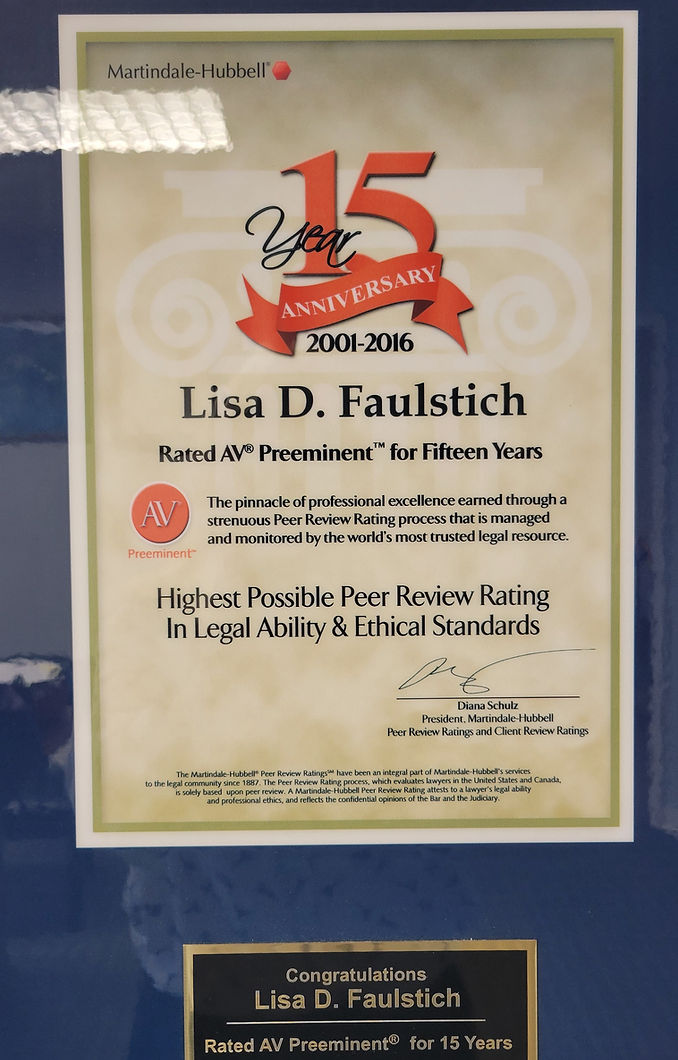 Martindale-Hubbell®
15
Year
ANNIVERSARY
2001-2016
Lisa D. Faulstich
Rated AV® Preeminent™ for Fifteen Years
AV®
Preeminent™
The pinnacle of professional excellence earned through a
strenuous Peer Review Rating process that is managed
and monitored by the world's most trusted legal resource.
Highest Possible Peer Review Rating
In Legal Ability & Ethical Standards
Diana Schulz
President, Martindale-Hubbell
Peer Review Ratings and Client Review Ratings
The Martindale-Hubbell® Peer Review Ratings℠ have been an integral part of Martindale-Hubbell's services
to the legal community since 1887. The Peer Review Rating process, which evaluates lawyers in the United States and Canada,
is solely based upon peer review. A Martindale-Hubbell Peer Review Rating attests to a lawyer's legal ability
and professional ethics, and reflects the confidential opinions of the Bar and the Judiciary.
Congratulations
Lisa D. Faulstich
Rated AV Preeminent® for 15 Years